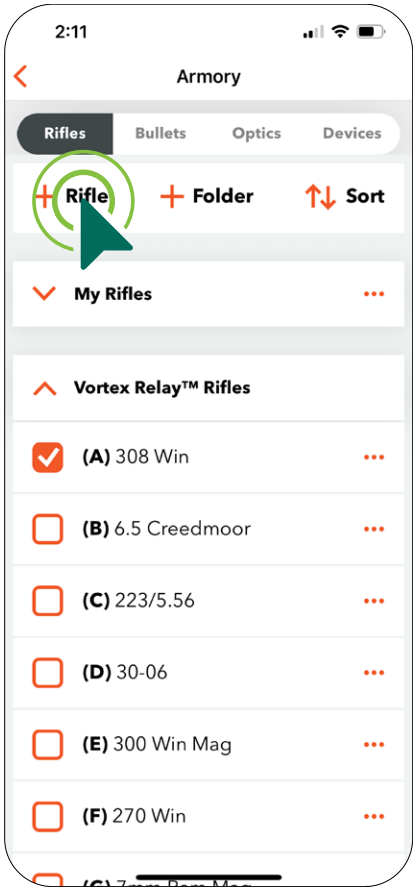 2:11
Armory
Rifles Bullets Optics Devices
Rifle Folder Sort
My Rifles
Vortex Relay™ Rifles
(A) 308 Win
(B) 6.5 Creedmoor
(C) 223/5.56
(D) 30-06
(E) 300 Win Mag
(F) 270 Win